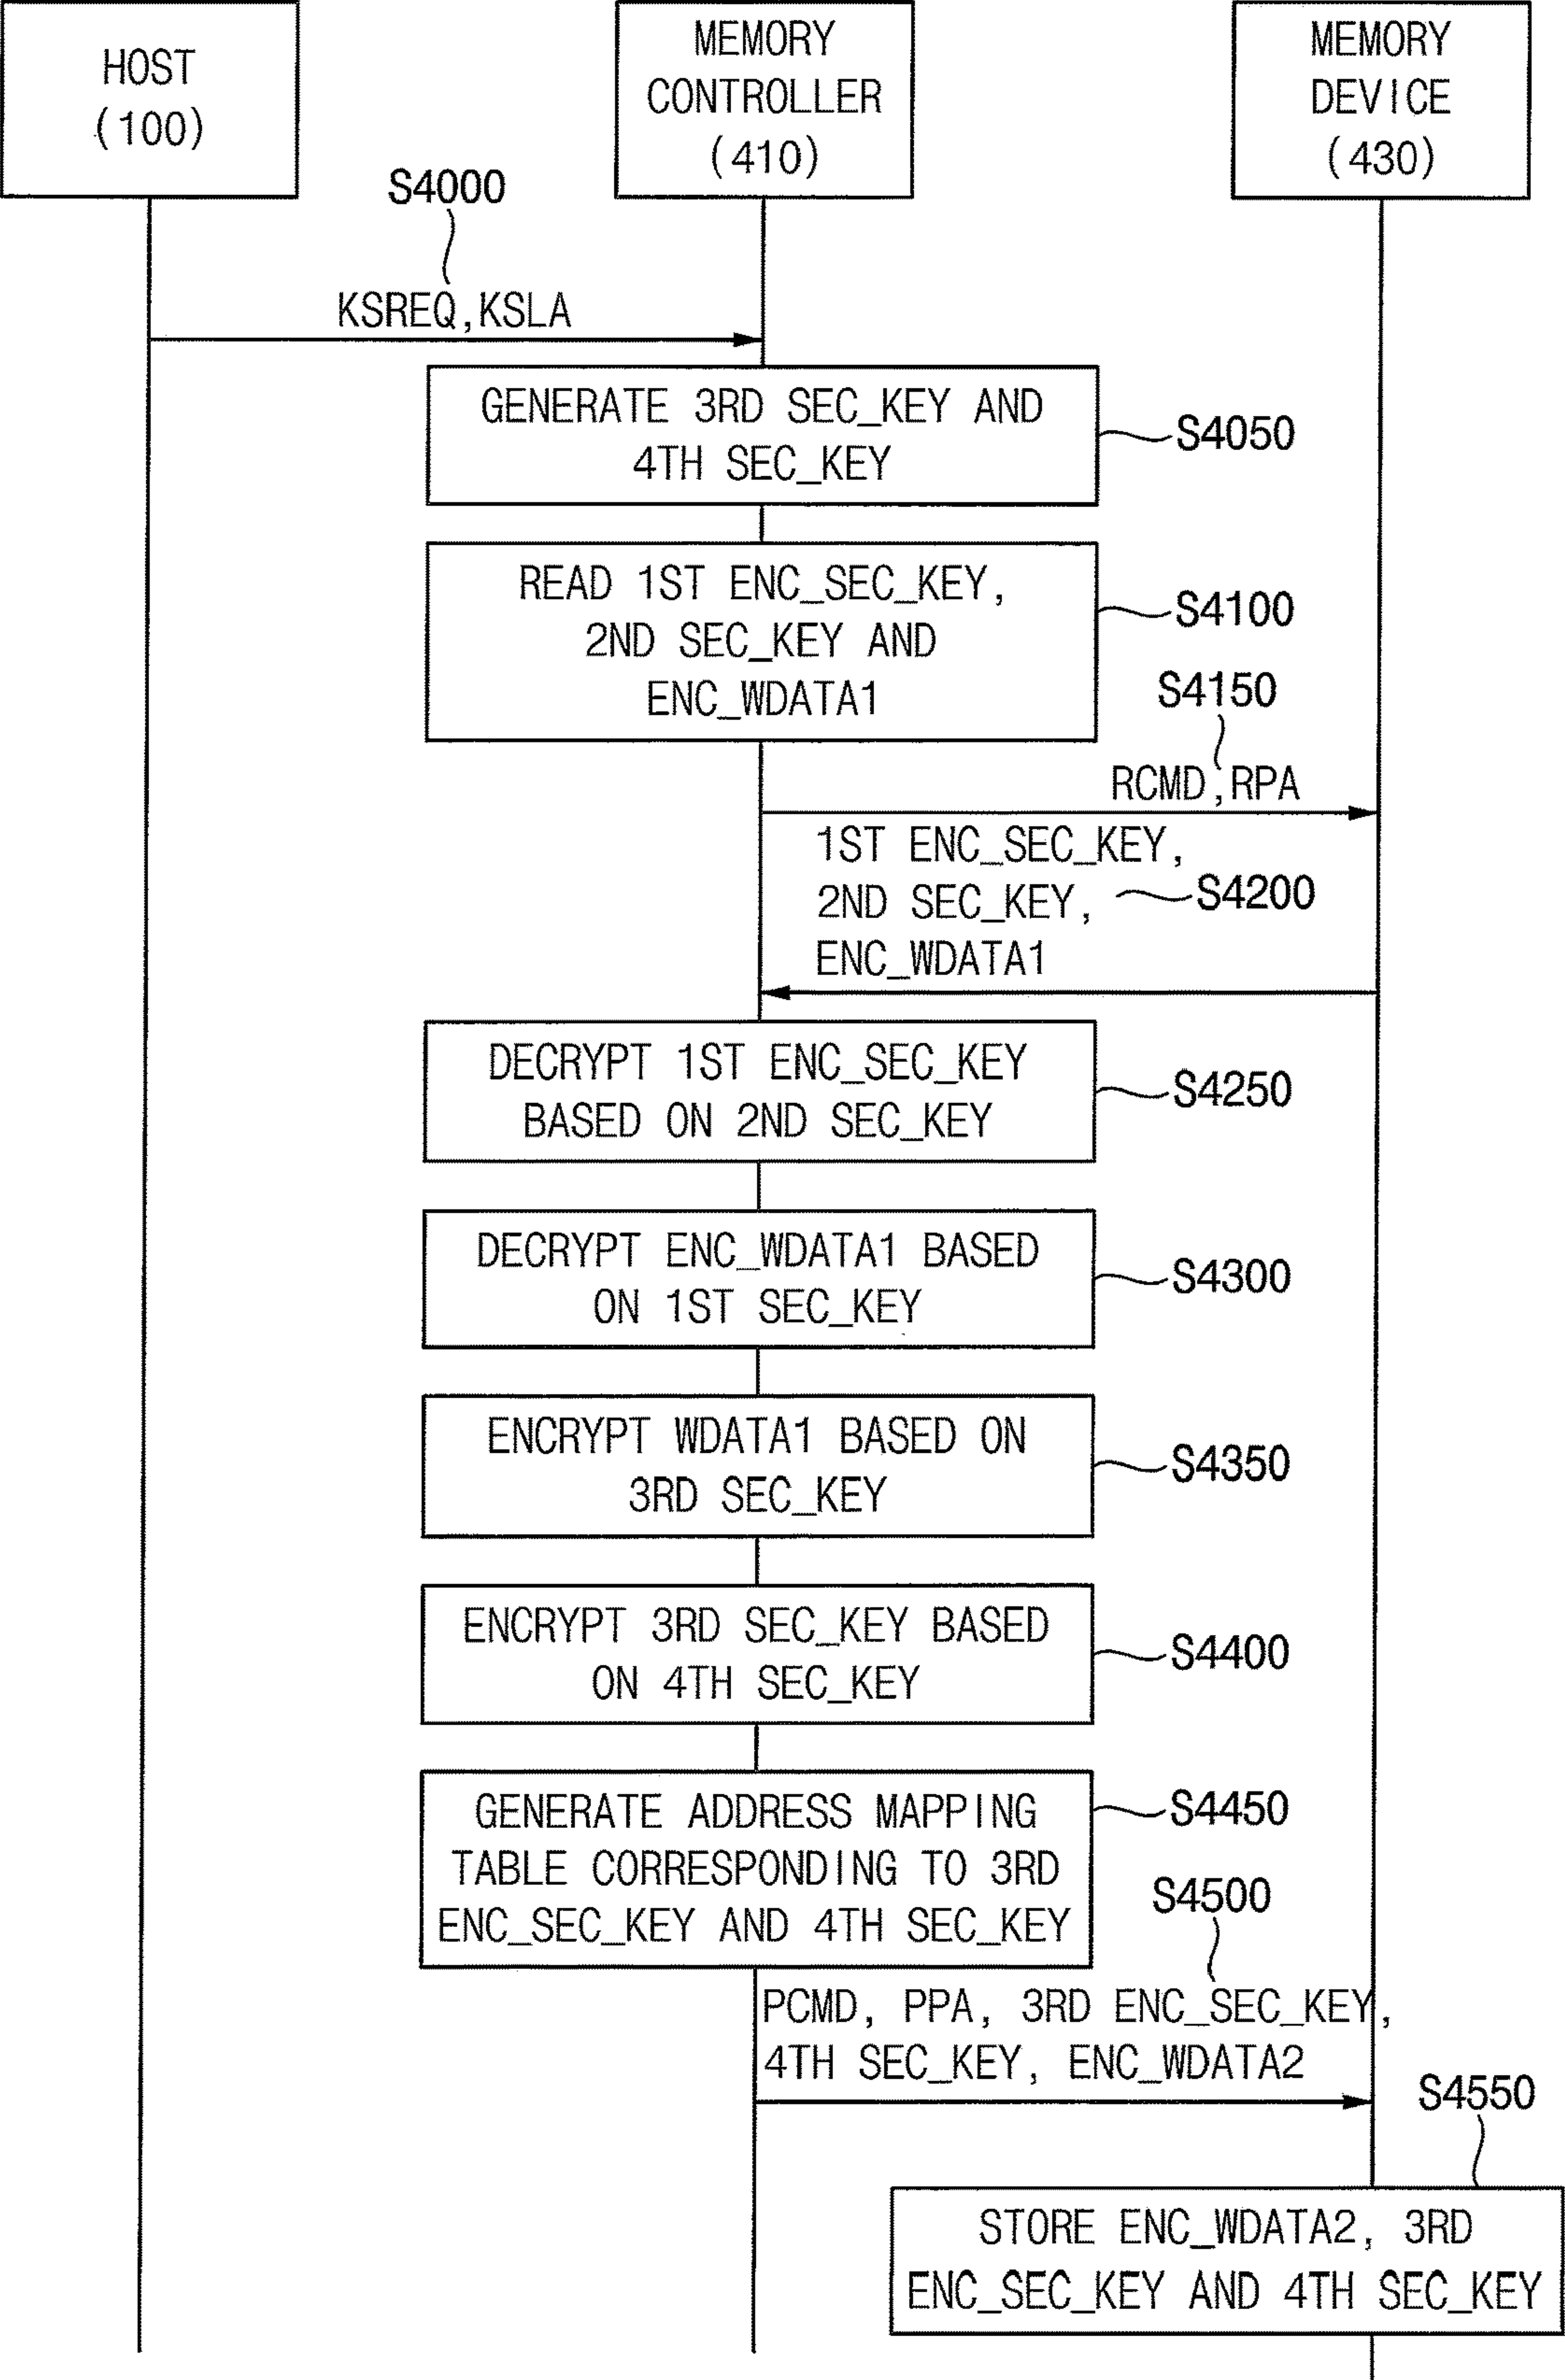 HOST
(100)
MEMORY
CONTROLLER
(410)
MEMORY
DEVICE
(430)
S4000
KSREQ,KSLA
GENERATE 3RD SEC_KEY AND
4TH SEC_KEY
S4050
READ 1ST ENC_SEC_KEY,
2ND SEC_KEY AND
ENC_WDATA1
S4100
S4150
RCMD,RPA
1ST ENC_SEC_KEY,
2ND SEC_KEY,
ENC_WDATA1
S4200
DECRYPT 1ST ENC_SEC_KEY
BASED ON 2ND SEC_KEY
S4250
DECRYPT ENC_WDATA1 BASED
ON 1ST SEC_KEY
S4300
ENCRYPT WDATA1 BASED ON
3RD SEC_KEY
S4350
ENCRYPT 3RD SEC_KEY BASED
ON 4TH SEC_KEY
S4400
GENERATE ADDRESS MAPPING
TABLE CORRESPONDING TO 3RD
ENC_SEC_KEY AND 4TH SEC_KEY
S4450
S4500
PCMD, PPA, 3RD ENC_SEC_KEY,
4TH SEC_KEY, ENC_WDATA2
S4550
STORE ENC_WDATA2, 3RD
ENC_SEC_KEY AND 4TH SEC_KEY